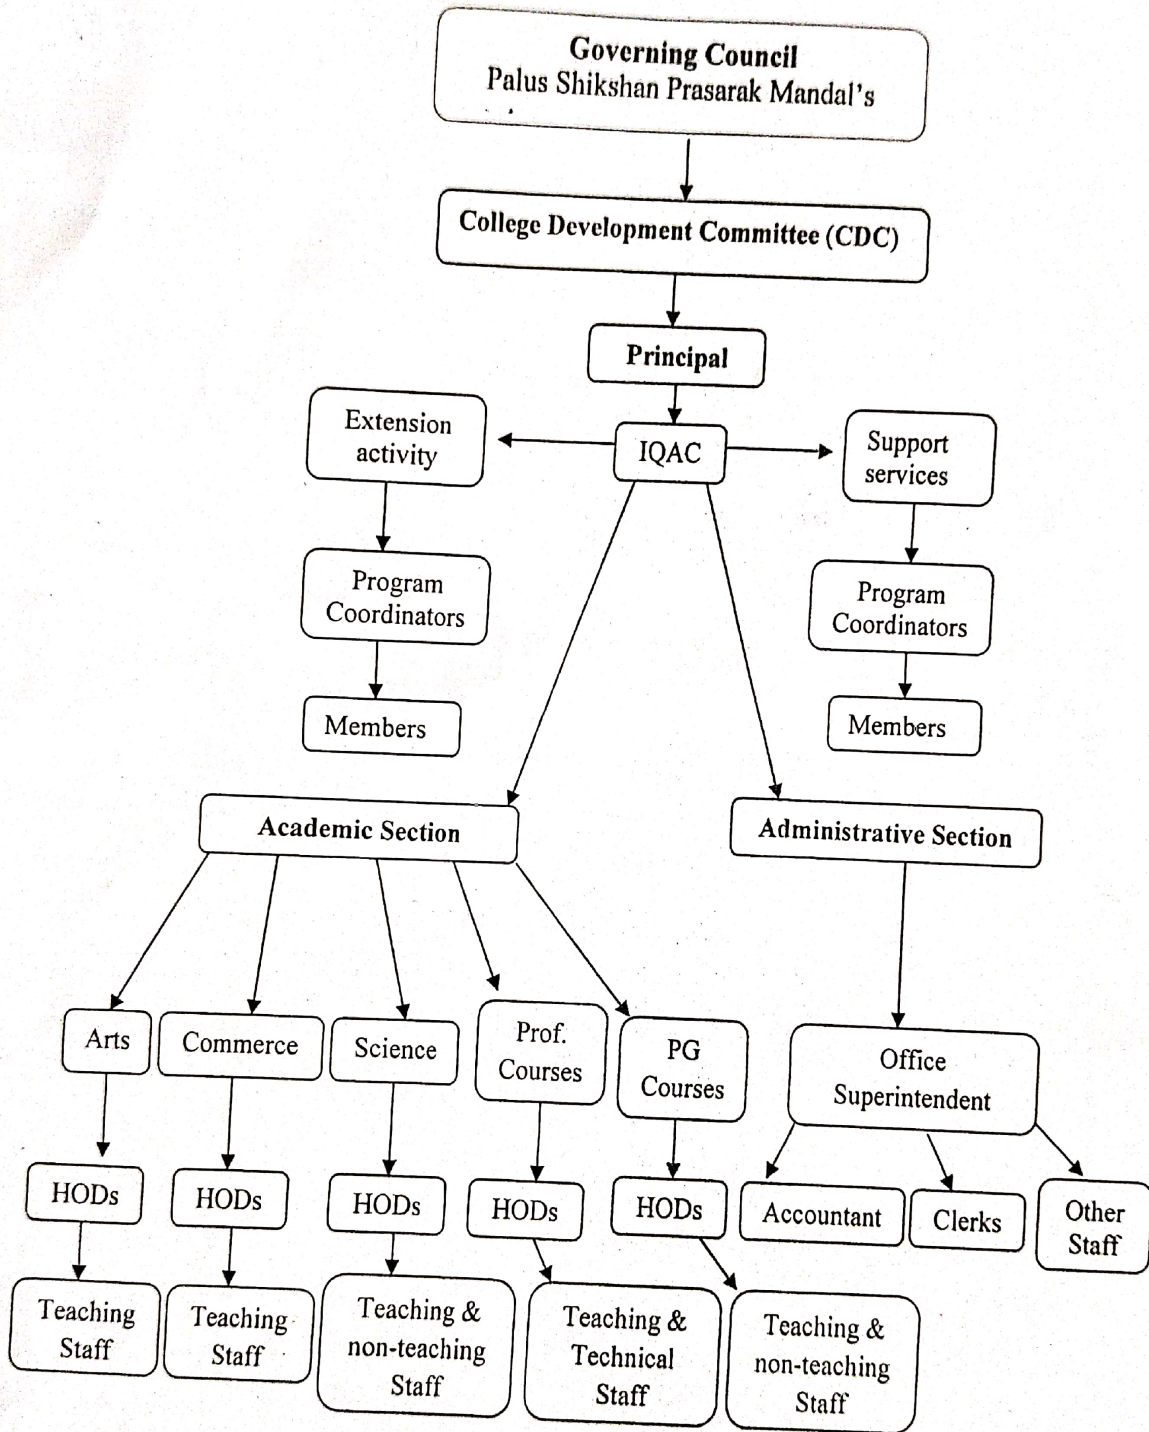 Governing Council
Palus Shikshan Prasarak Mandal's
College Development Committee (CDC)
Principal
Extension
activity
IQAC
Support
services
Program
Coordinators
Program
Coordinators
Members
Members
Academic Section
Administrative Section
Arts
Commerce
Science
Prof.
Courses
PG
Courses
Office
Superintendent
HODs
HODs
HODs
HODs
HODs
Accountant
Clerks
Other
Staff
Teaching
Staff
Teaching
Staff
Teaching &
non-teaching
Staff
Teaching &
Technical
Staff
Teaching &
non-teaching
Staff